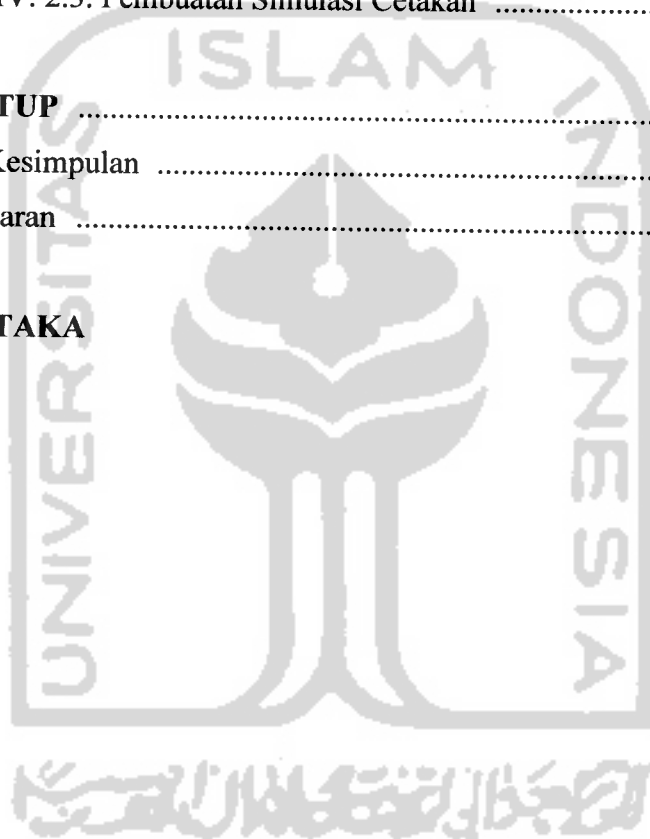 IV. 2.3. Pembuatan Simulasi Cetakan ....................
TUP ................................................................................
Kesimpulan ......................................................................
aran ................................................................................
TAKA
UNIVERSITAS
ISLAM
INDONESIA